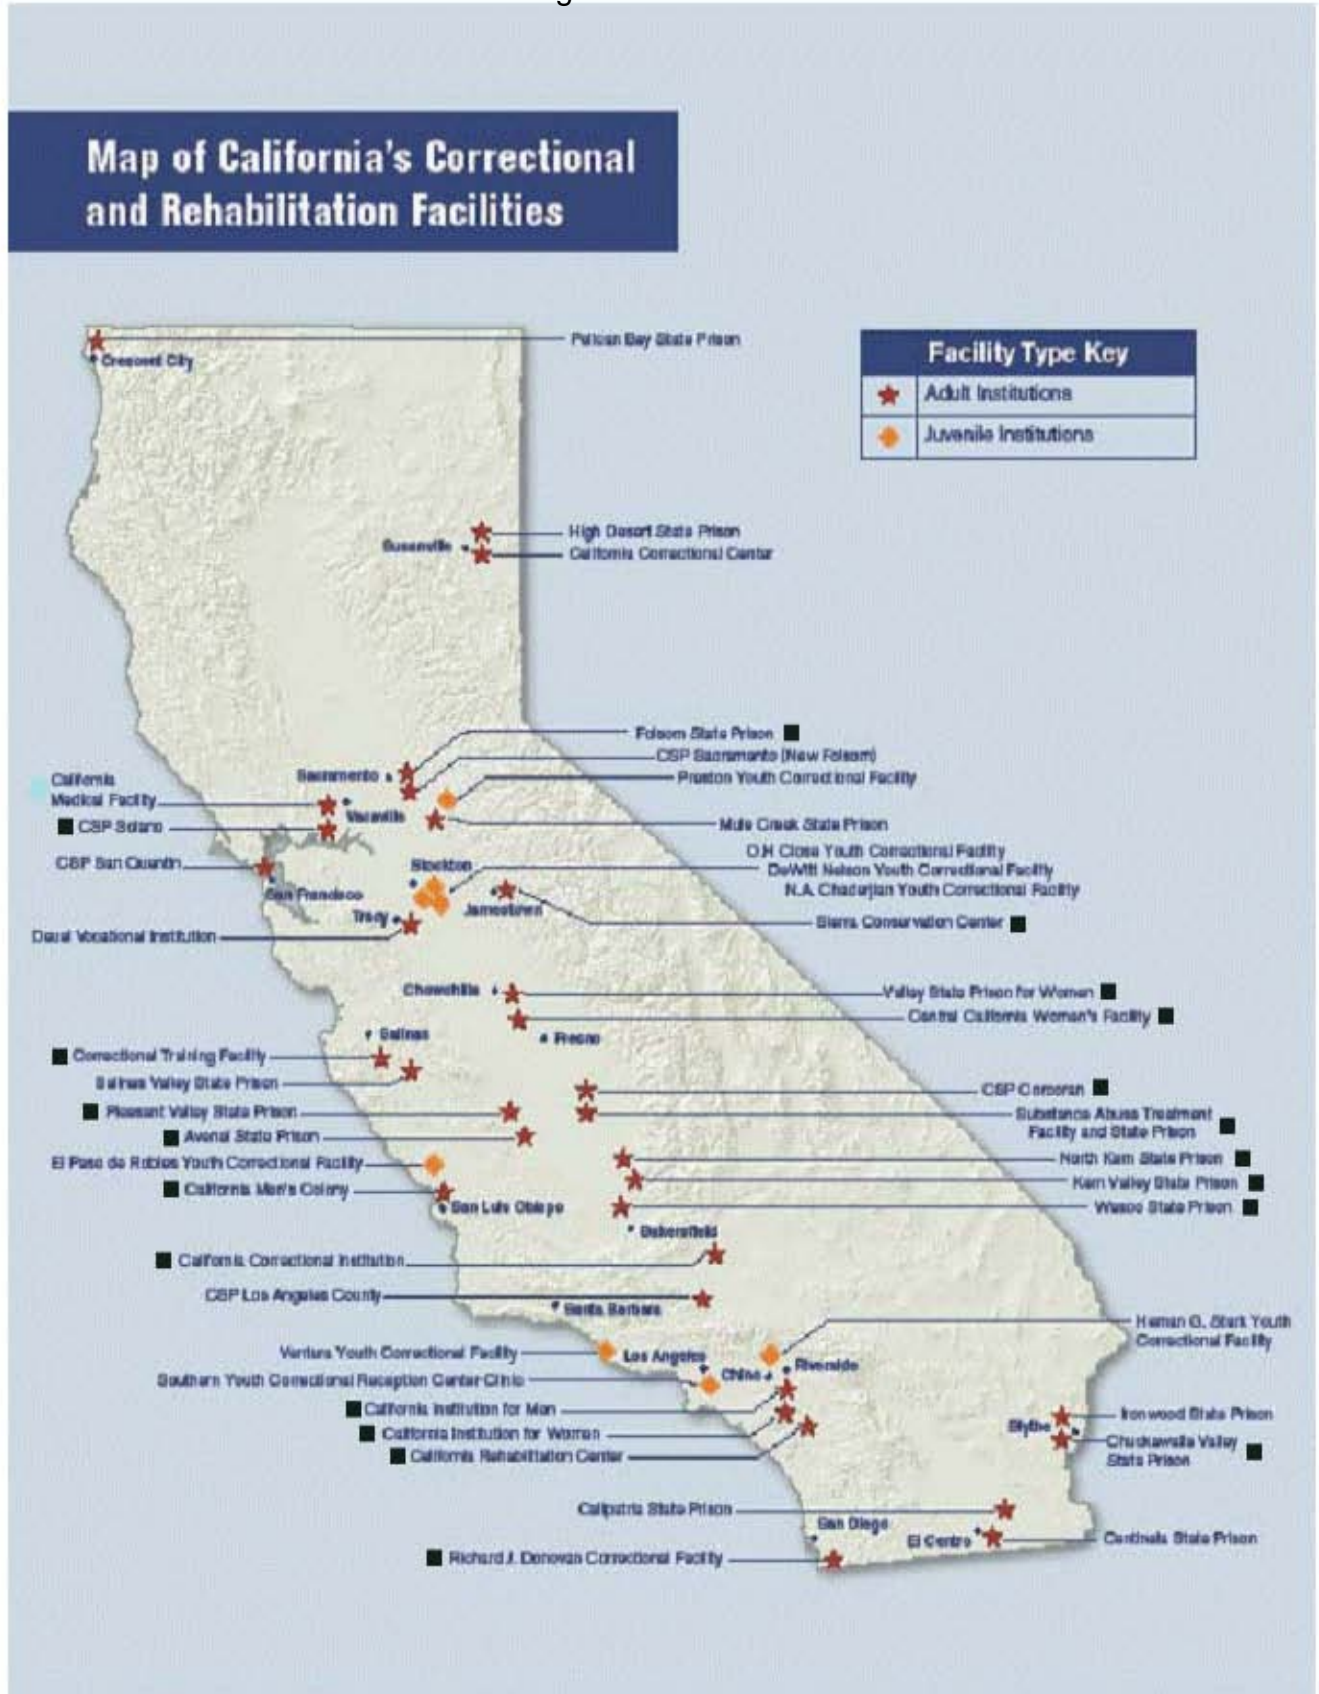 Map of California's Correctional
and Rehabilitation Facilities
Facility Type Key
Adult Institutions
Juvenile Institutions
Pelican Bay State Prison
Crescent City
High Desert State Prison
Susanville
California Correctional Center
Folsom State Prison
CSP Sacramento (New Folsom)
Sacramento
Preston Youth Correctional Facility
California
Medical Facility
Vacaville
CSP Solano
Mule Creek State Prison
O.H Close Youth Correctional Facility
CSP San Quentin
Stockton
DeWitt Nelson Youth Correctional Facility
N.A. Chaderjian Youth Correctional Facility
San Francisco
Jamestown
Tracy
Sierra Conservation Center
Deuel Vocational Institution
Chowchilla
Valley State Prison for Women
Central California Women's Facility
Salinas
Fresno
Correctional Training Facility
Salinas Valley State Prison
CSP Corcoran
Pleasant Valley State Prison
Substance Abuse Treatment
Facility and State Prison
Avenal State Prison
El Paso de Robles Youth Correctional Facility
North Kern State Prison
Kern Valley State Prison
California Men's Colony
San Luis Obispo
Wasco State Prison
Bakersfield
California Correctional Institution
CSP Los Angeles County
Santa Barbara
Heman G. Stark Youth
Correctional Facility
Ventura Youth Correctional Facility
Los Angeles
Chino
Riverside
Southern Youth Correctional Reception Center Clinic
California Institution for Men
Ironwood State Prison
Blythe
California Institution for Women
Chuckawalla Valley
State Prison
California Rehabilitation Center
Calipatria State Prison
San Diego
El Centro
Centinela State Prison
Richard J. Donovan Correctional Facility